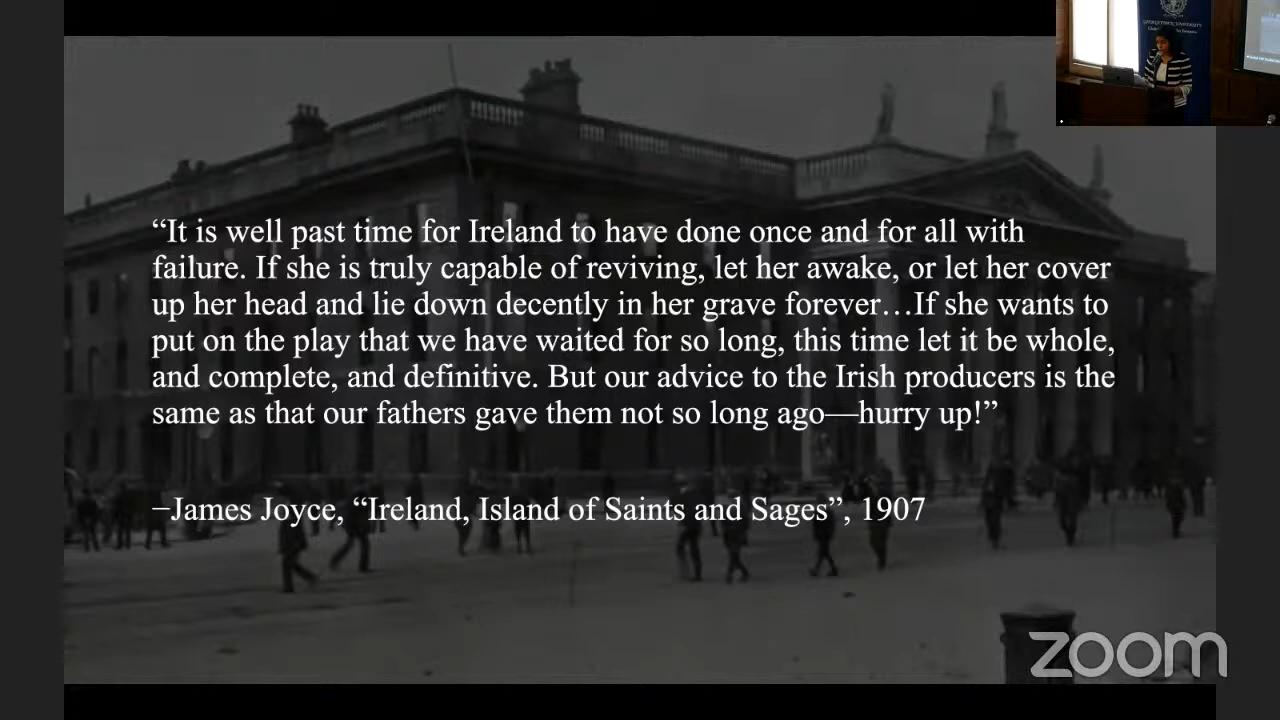 “It is well past time for Ireland to have done once and for all with
failure. If she is truly capable of reviving, let her awake, or let her cover
up her head and lie down decently in her grave forever…If she wants to
put on the play that we have waited for so long, this time let it be whole,
and complete, and definitive. But our advice to the Irish producers is the
same as that our fathers gave them not so long ago—hurry up!”
–James Joyce, “Ireland, Island of Saints and Sages”, 1907
zoom